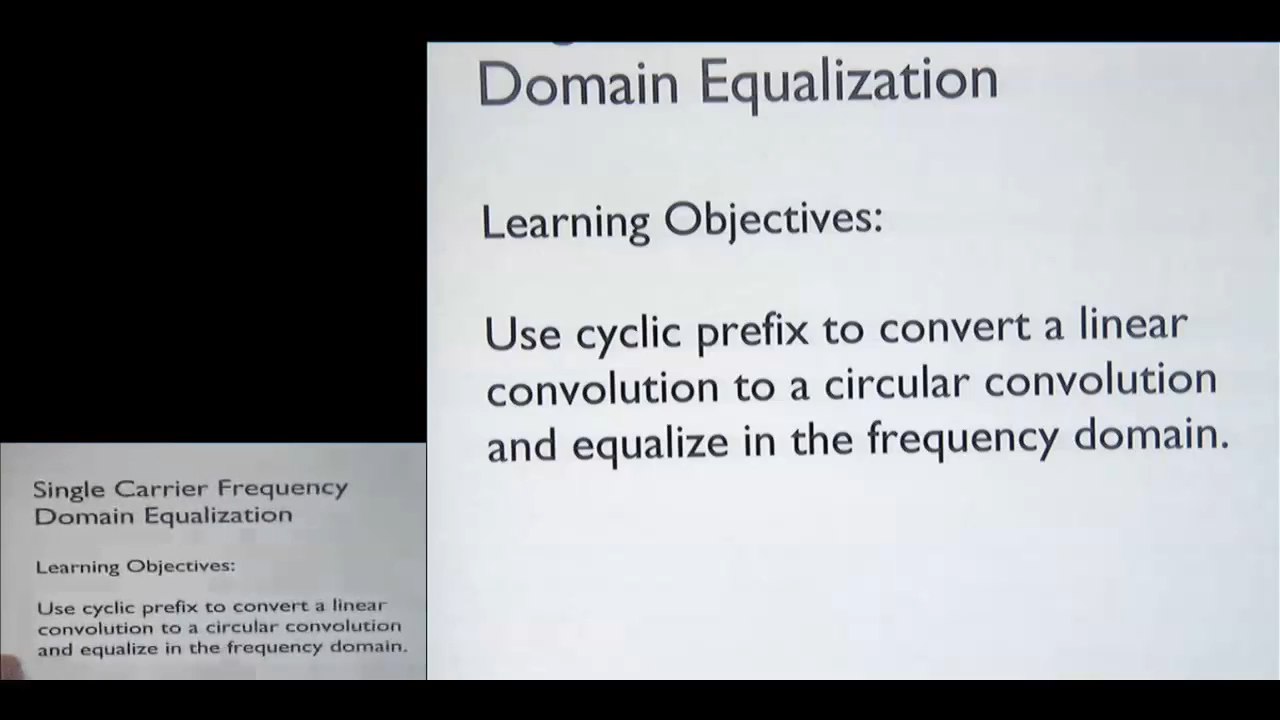 Domain Equalization
Learning Objectives:
Use cyclic prefix to convert a linear
convolution to a circular convolution
and equalize in the frequency domain.
Single Carrier Frequency
Domain Equalization
Learning Objectives:
Use cyclic prefix to convert a linear
convolution to a circular convolution
and equalize in the frequency domain.